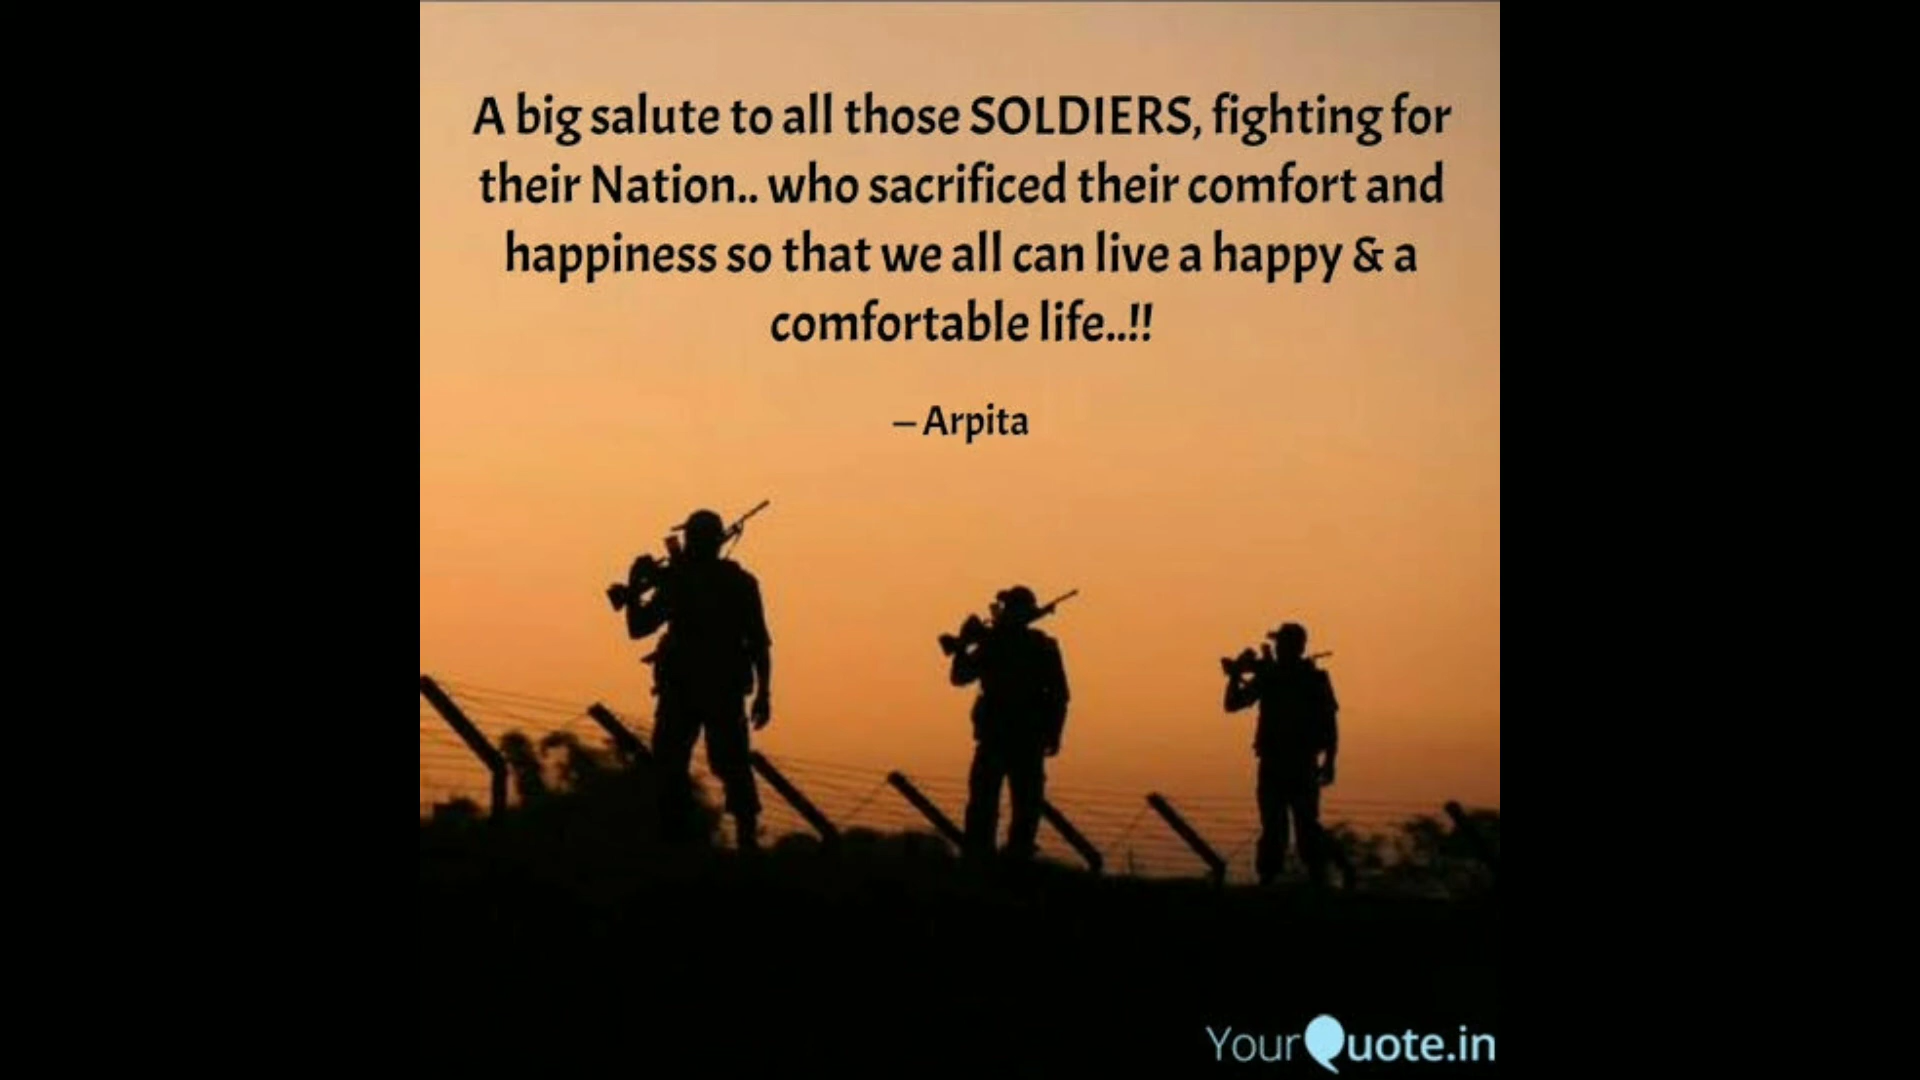 A big salute to all those SOLDIERS, fighting for
their Nation.. who sacrificed their comfort and
happiness so that we all can live a happy & a
comfortable life..!!
– Arpita
YourQuote.in